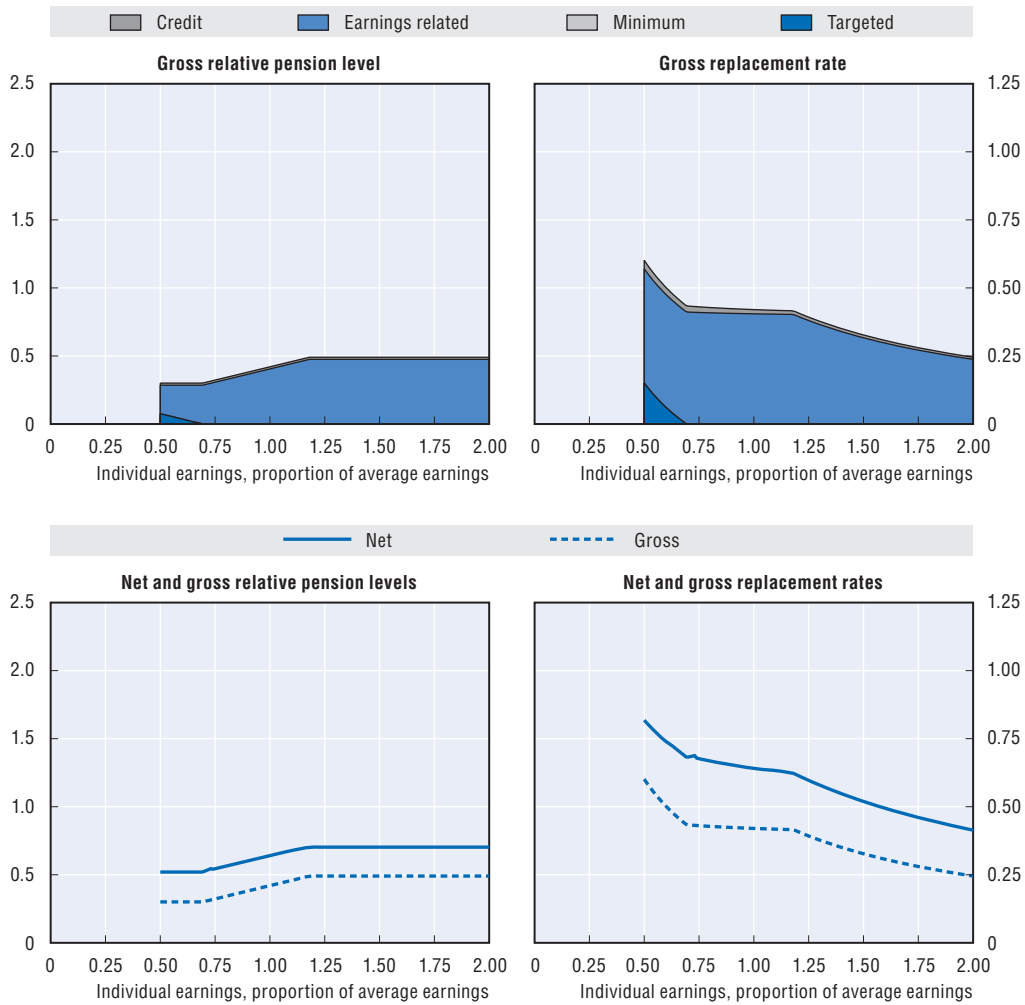 Credit Earnings related Minimum Targeted
Gross relative pension level
2.5
2.0
1.5
1.0
0.5
0
0 0.25 0.50 0.75 1.00 1.25 1.50 1.75 2.00
Individual earnings, proportion of average earnings
Gross replacement rate
1.25
1.00
0.75
0.50
0.25
0
0 0.25 0.50 0.75 1.00 1.25 1.50 1.75 2.00
Individual earnings, proportion of average earnings
Net Gross
Net and gross relative pension levels
2.5
2.0
1.5
1.0
0.5
0
0 0.25 0.50 0.75 1.00 1.25 1.50 1.75 2.00
Individual earnings, proportion of average earnings
Net and gross replacement rates
1.25
1.00
0.75
0.50
0.25
0
0 0.25 0.50 0.75 1.00 1.25 1.50 1.75 2.00
Individual earnings, proportion of average earnings